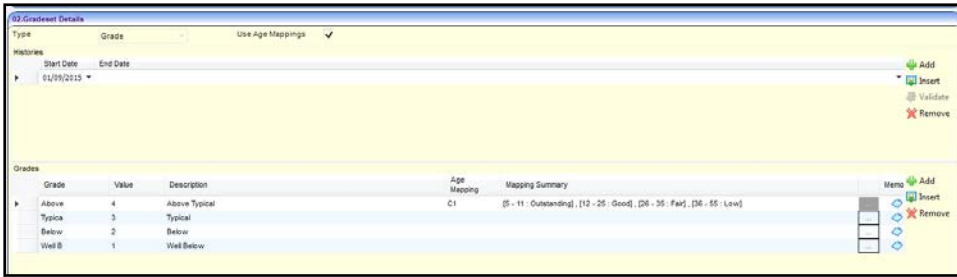 02.Gradeset Details
Type Grade Use Age Mappings
Histories
Start Date End Date
01/09/2015
Add
Insert
Validate
Remove
Grades
Grade Value Description Age Mapping Mapping Summary Memo
Above 4 Above Typical C1 [5 - 11 : Outstanding] , [12 - 25 : Good] , [26 - 35 : Fair] , [36 - 55 : Low]
Typica 3 Typical ...
Below 2 Below ...
Well B 1 Well Below ...
Add
Insert
Remove